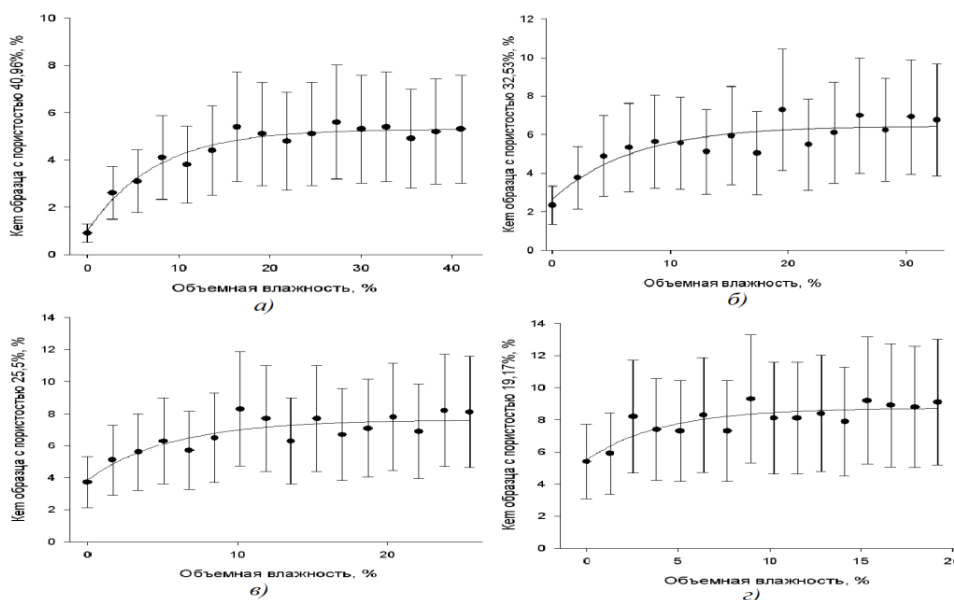 Кет образца с пористостью 40,96%, %
10
8
6
4
2
0
0 10 20 30 40
Объемная влажность, %
а)
Кет образца с пористостью 32,53%, %
12
10
8
6
4
2
0
0 10 20 30
Объемная влажность, %
б)
Кет образца с пористостью 25,5%, %
14
12
10
8
6
4
2
0
0 10 20
Объемная влажность, %
в)
Кет образца с пористостью 19,17%, %
14
12
10
8
6
4
2
0
0 5 10 15 20
Объемная влажность, %
г)